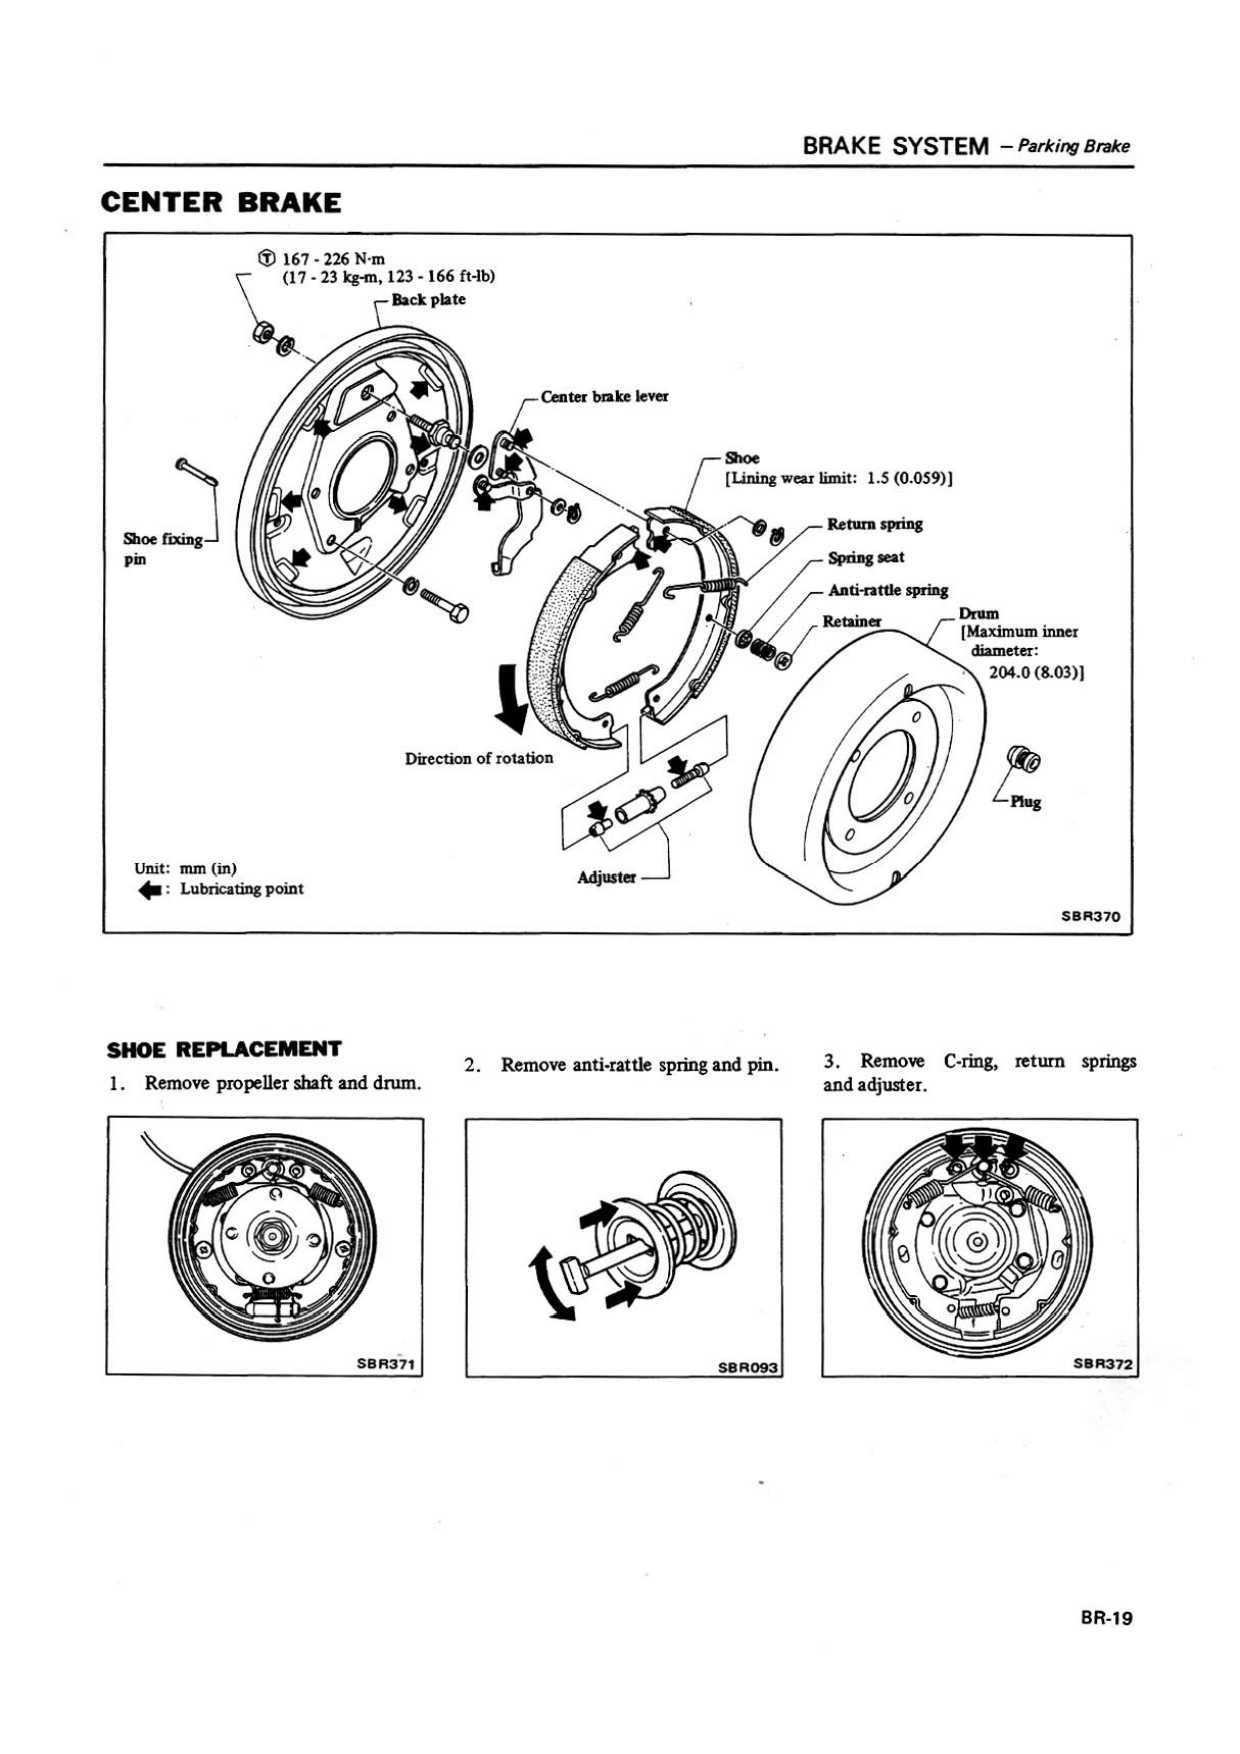 BRAKE SYSTEM – Parking Brake
CENTER BRAKE
Ⓣ 167 - 226 N·m
(17 - 23 kg-m, 123 - 166 ft-lb)
Back plate
Center brake lever
Shoe
[Lining wear limit: 1.5 (0.059)]
Return spring
Shoe fixing
pin
Spring seat
Anti-rattle spring
Retainer
Drum
[Maximum inner
diameter:
204.0 (8.03)]
Direction of rotation
Plug
Adjuster
Unit: mm (in)
: Lubricating point
SBR370
SHOE REPLACEMENT
1. Remove propeller shaft and drum.
SBR371
2. Remove anti-rattle spring and pin.
SBR093
3. Remove C-ring, return springs
and adjuster.
SBR372
BR-19